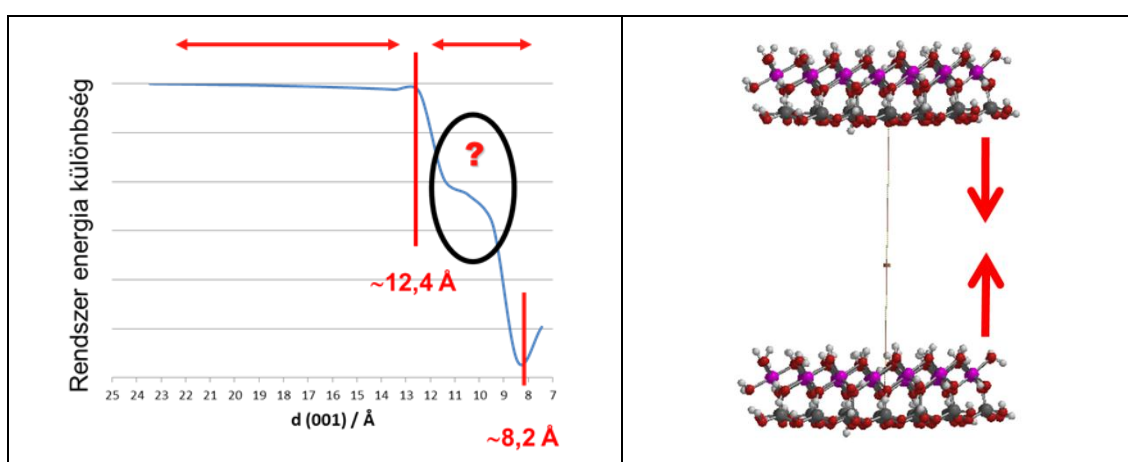 Rendszer energia különbség
?
~12,4 Å
25 24 23 22 21 20 19 18 17 16 15 14 13 12 11 10 9 8 7
d (001) / Å
~8,2 Å